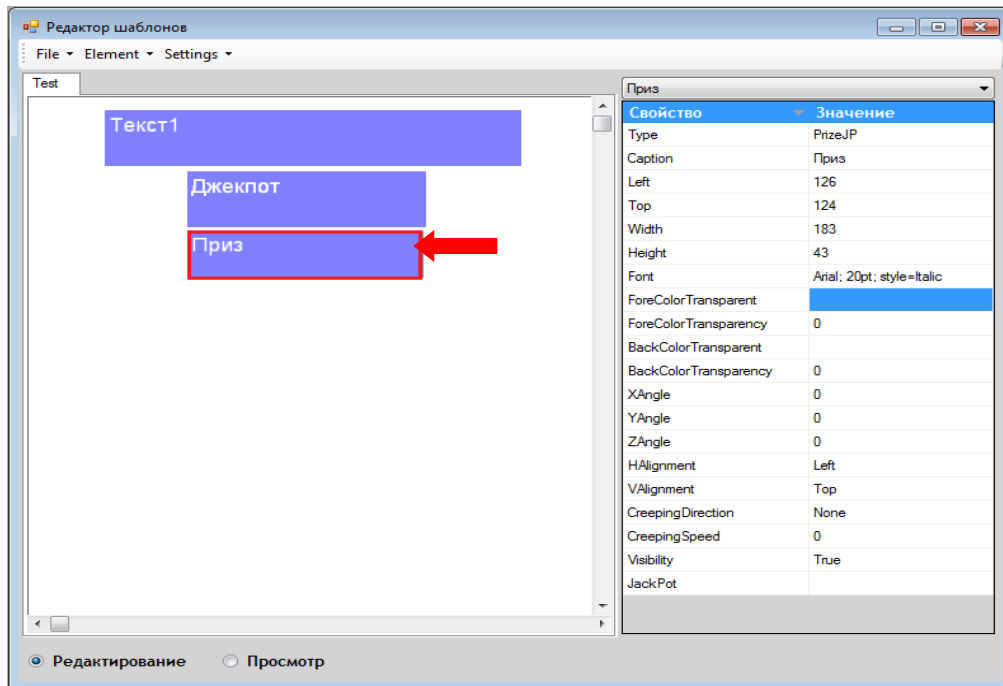 Редактор шаблонов
File Element Settings
Test
Текст1
Джекпот
Приз
Приз
Свойство Значение
Type PrizeJP
Caption Приз
Left 126
Top 124
Width 183
Height 43
Font Arial; 20pt; style=Italic
ForeColorTransparent
ForeColorTransparency 0
BackColorTransparent
BackColorTransparency 0
XAngle 0
YAngle 0
ZAngle 0
HAlignment Left
VAlignment Top
CreepingDirection None
CreepingSpeed 0
Visibility True
JackPot
Редактирование Просмотр